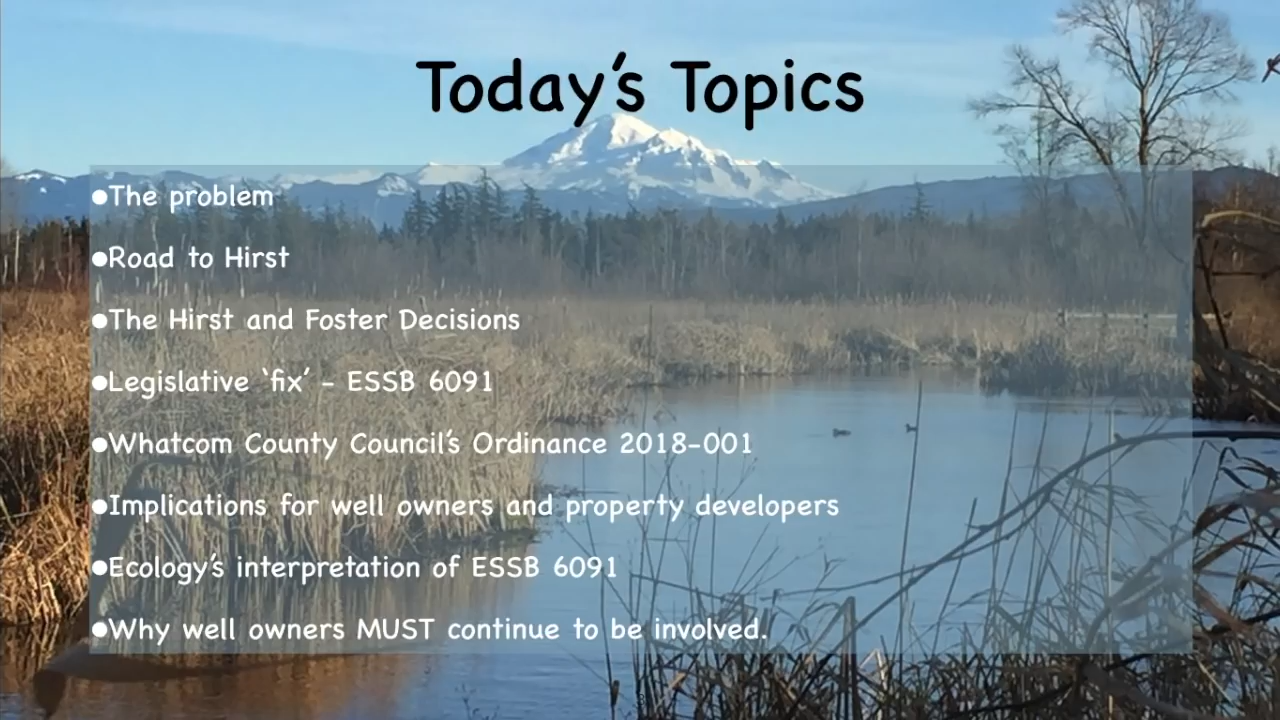 Today's Topics
●The problem
●Road to Hirst
●The Hirst and Foster Decisions
●Legislative ‘fix’ - ESSB 6091
●Whatcom County Council's Ordinance 2018-001
●Implications for well owners and property developers
●Ecology's interpretation of ESSB 6091
●Why well owners MUST continue to be involved.